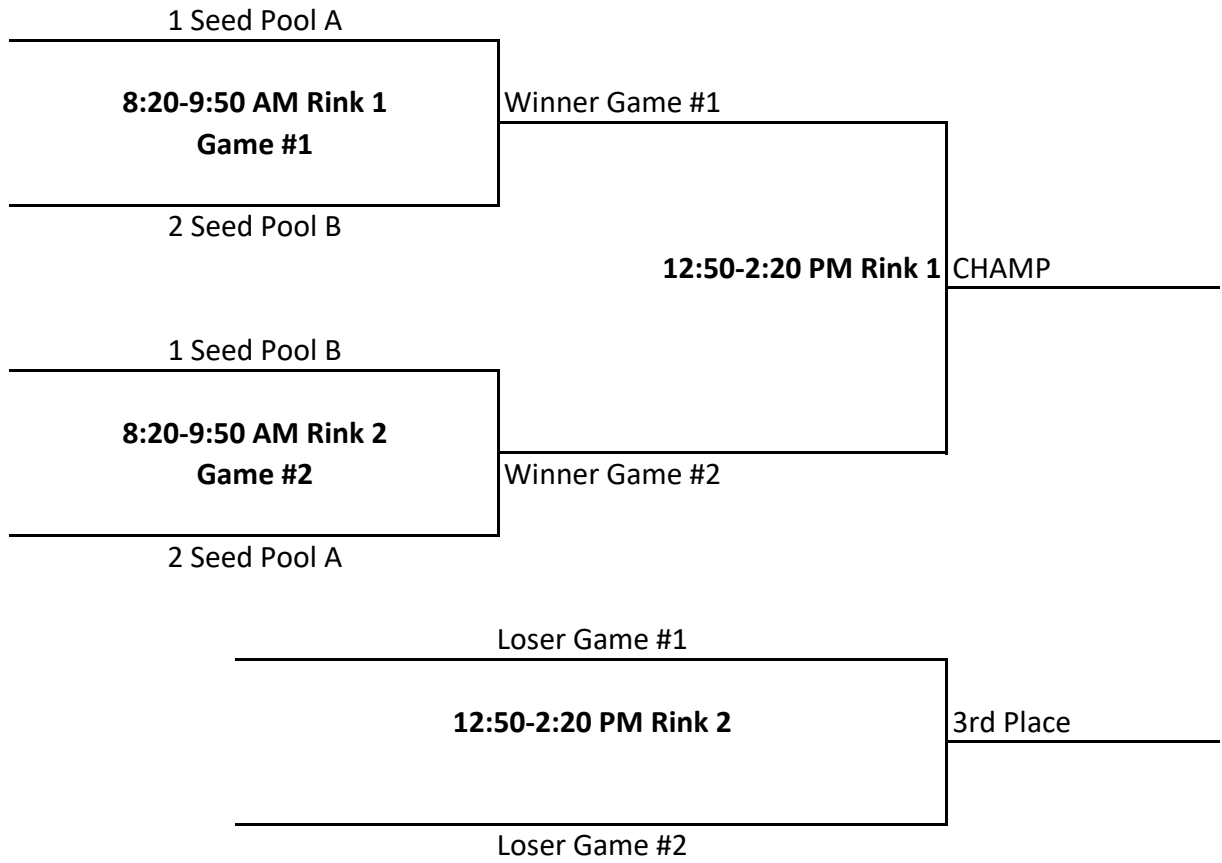 1 Seed Pool A
8:20-9:50 AM Rink 1
Game #1
Winner Game #1
2 Seed Pool B
12:50-2:20 PM Rink 1
CHAMP
1 Seed Pool B
8:20-9:50 AM Rink 2
Game #2
Winner Game #2
2 Seed Pool A
Loser Game #1
12:50-2:20 PM Rink 2
3rd Place
Loser Game #2